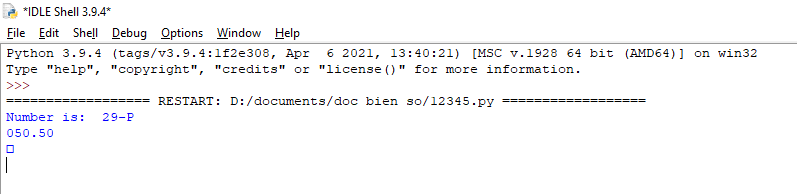 *IDLE Shell 3.9.4*
File Edit Shell Debug Options Window Help
Python 3.9.4 (tags/v3.9.4:1f2e308, Apr  6 2021, 13:40:21) [MSC v.1928 64 bit (AMD64)] on win32
Type "help", "copyright", "credits" or "license()" for more information.
>>>
================== RESTART: D:/documents/doc bien so/12345.py ==================
Number is:  29-P
050.50
□